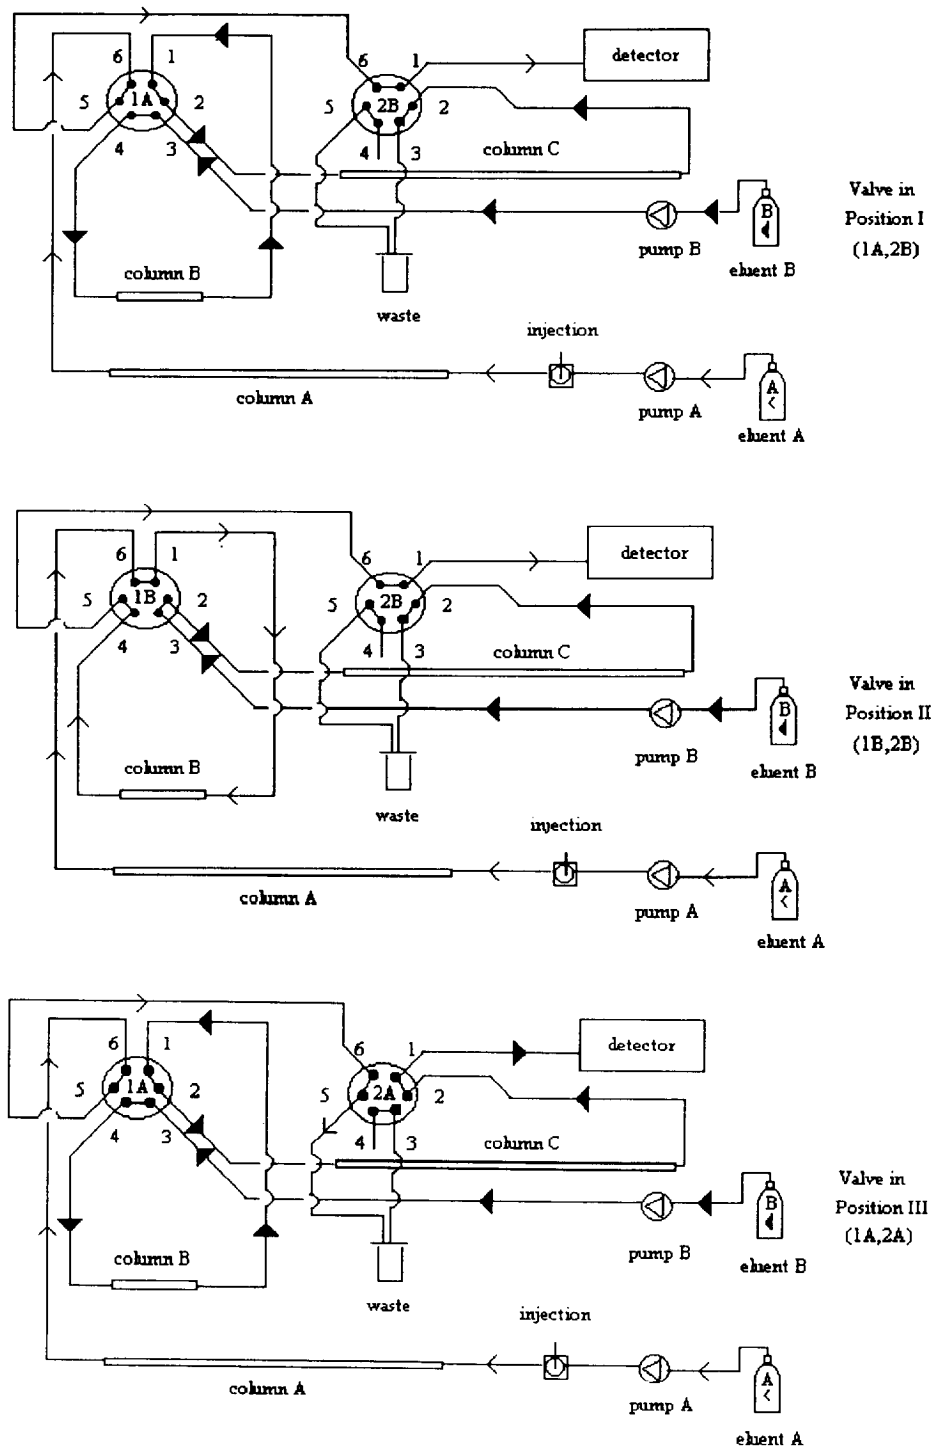 detector
6
1
6
1
5
1A
2
5
2B
2
4
3
4
3
column C
Valve in
Position I
(1A,2B)
B
pump B
eluent B
column B
waste
injection
A
column A
pump A
eluent A
detector
6
1
6
1
5
1B
2
5
2B
2
4
3
4
3
column C
Valve in
Position II
(1B,2B)
B
pump B
eluent B
column B
waste
injection
A
column A
pump A
eluent A
detector
6
1
6
1
5
1A
2
5
2A
2
4
3
4
3
column C
Valve in
Position III
(1A,2A)
B
pump B
eluent B
column B
waste
injection
A
column A
pump A
eluent A